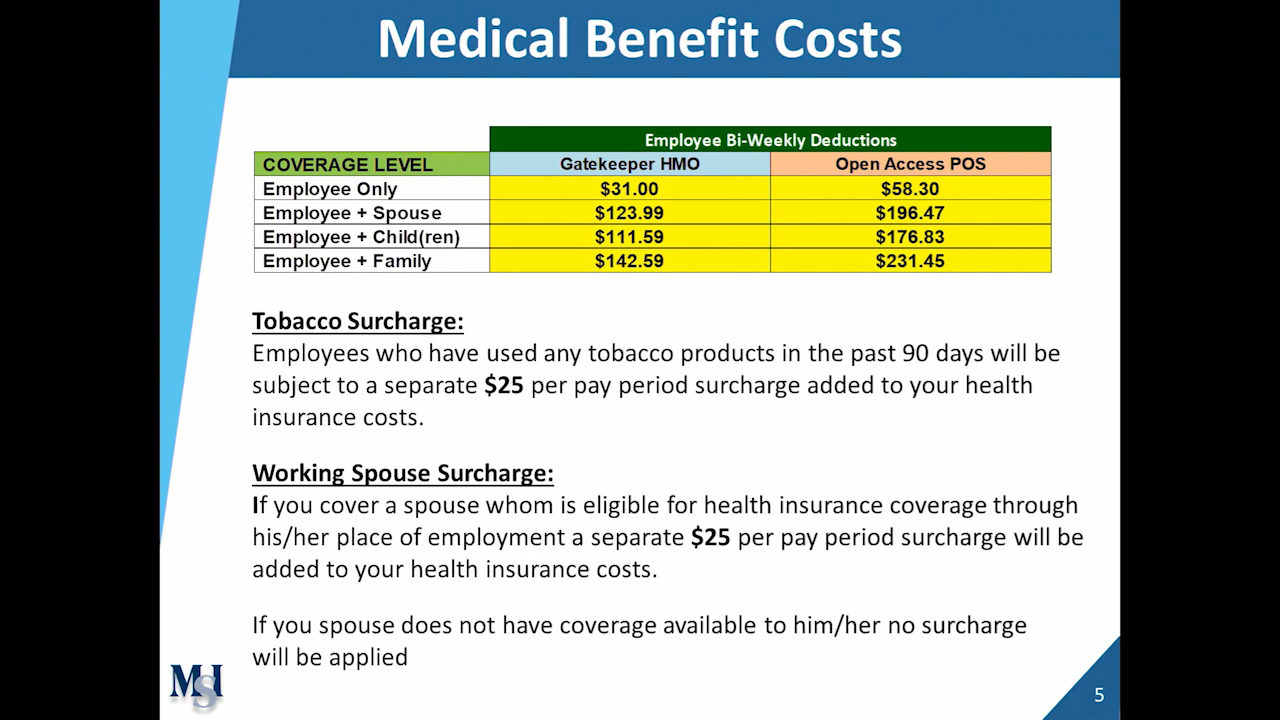 Medical Benefit Costs
Employee Bi-Weekly Deductions
COVERAGE LEVEL Gatekeeper HMO Open Access POS
Employee Only $31.00 $58.30
Employee + Spouse $123.99 $196.47
Employee + Child(ren) $111.59 $176.83
Employee + Family $142.59 $231.45
Tobacco Surcharge:
Employees who have used any tobacco products in the past 90 days will be
subject to a separate $25 per pay period surcharge added to your health
insurance costs.
Working Spouse Surcharge:
If you cover a spouse whom is eligible for health insurance coverage through
his/her place of employment a separate $25 per pay period surcharge will be
added to your health insurance costs.
If you spouse does not have coverage available to him/her no surcharge
will be applied
MSI
5